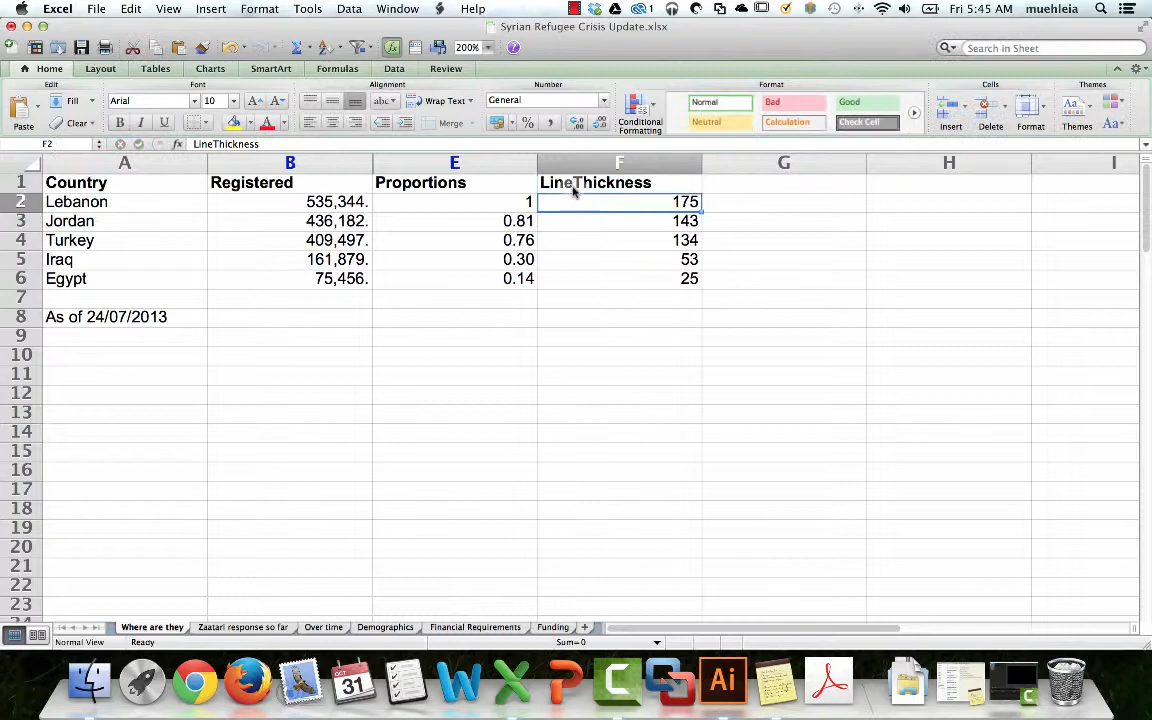 Excel File Edit View Insert Format Tools Data Window Help 1 Fri 5:45 AM muehleia
Syrian Refugee Crisis Update.xlsx
200% Search in Sheet
Home Layout Tables Charts SmartArt Formulas Data Review
Edit Font Alignment Number Format Cells Themes
Paste Fill Clear Arial 10 abc Wrap Text General Normal Bad Good
B I U Merge % Conditional Formatting Neutral Calculation Check Cell Insert Delete Format Themes Aa
F2 fx LineThickness
A B E F G H I
1 Country Registered Proportions LineThickness
2 Lebanon 535,344. 1 175
3 Jordan 436,182. 0.81 143
4 Turkey 409,497. 0.76 134
5 Iraq 161,879. 0.30 53
6 Egypt 75,456. 0.14 25
7
8 As of 24/07/2013
9
10
11
12
13
14
15
16
17
18
19
20
21
22
23
Where are they Zaatari response so far Over time Demographics Financial Requirements Funding +
Normal View Ready Sum=0
OCT 31 W X P C Ai